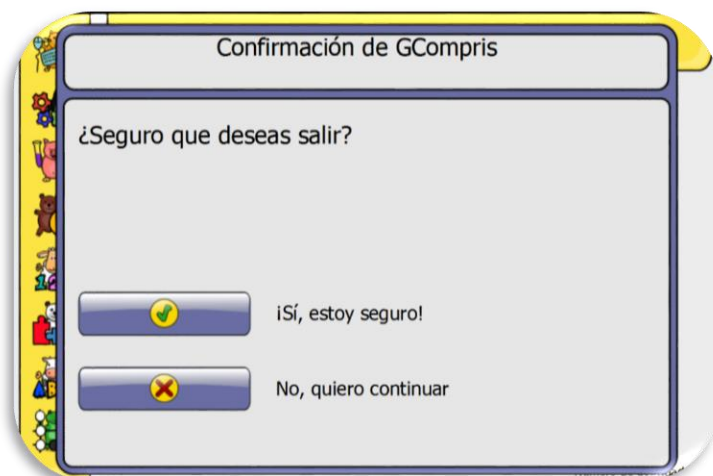 Confirmación de GCompris
¿Seguro que deseas salir?
¡Sí, estoy seguro!
No, quiero continuar